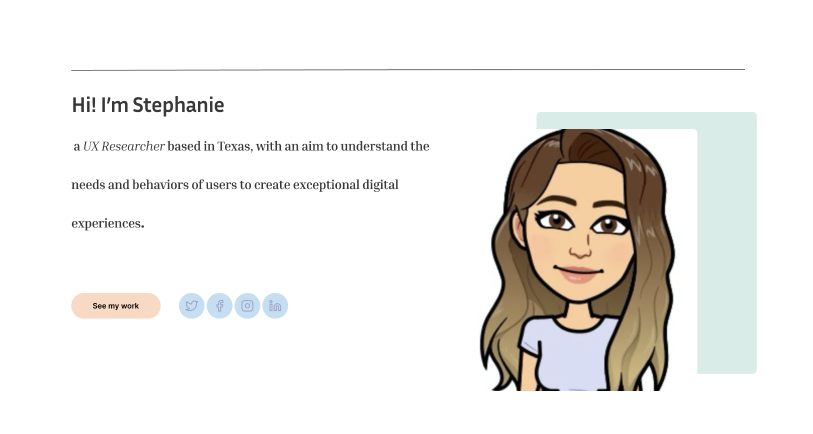 Hi! I'm Stephanie
a UX Researcher based in Texas, with an aim to understand the
needs and behaviors of users to create exceptional digital
experiences.
See my work
in